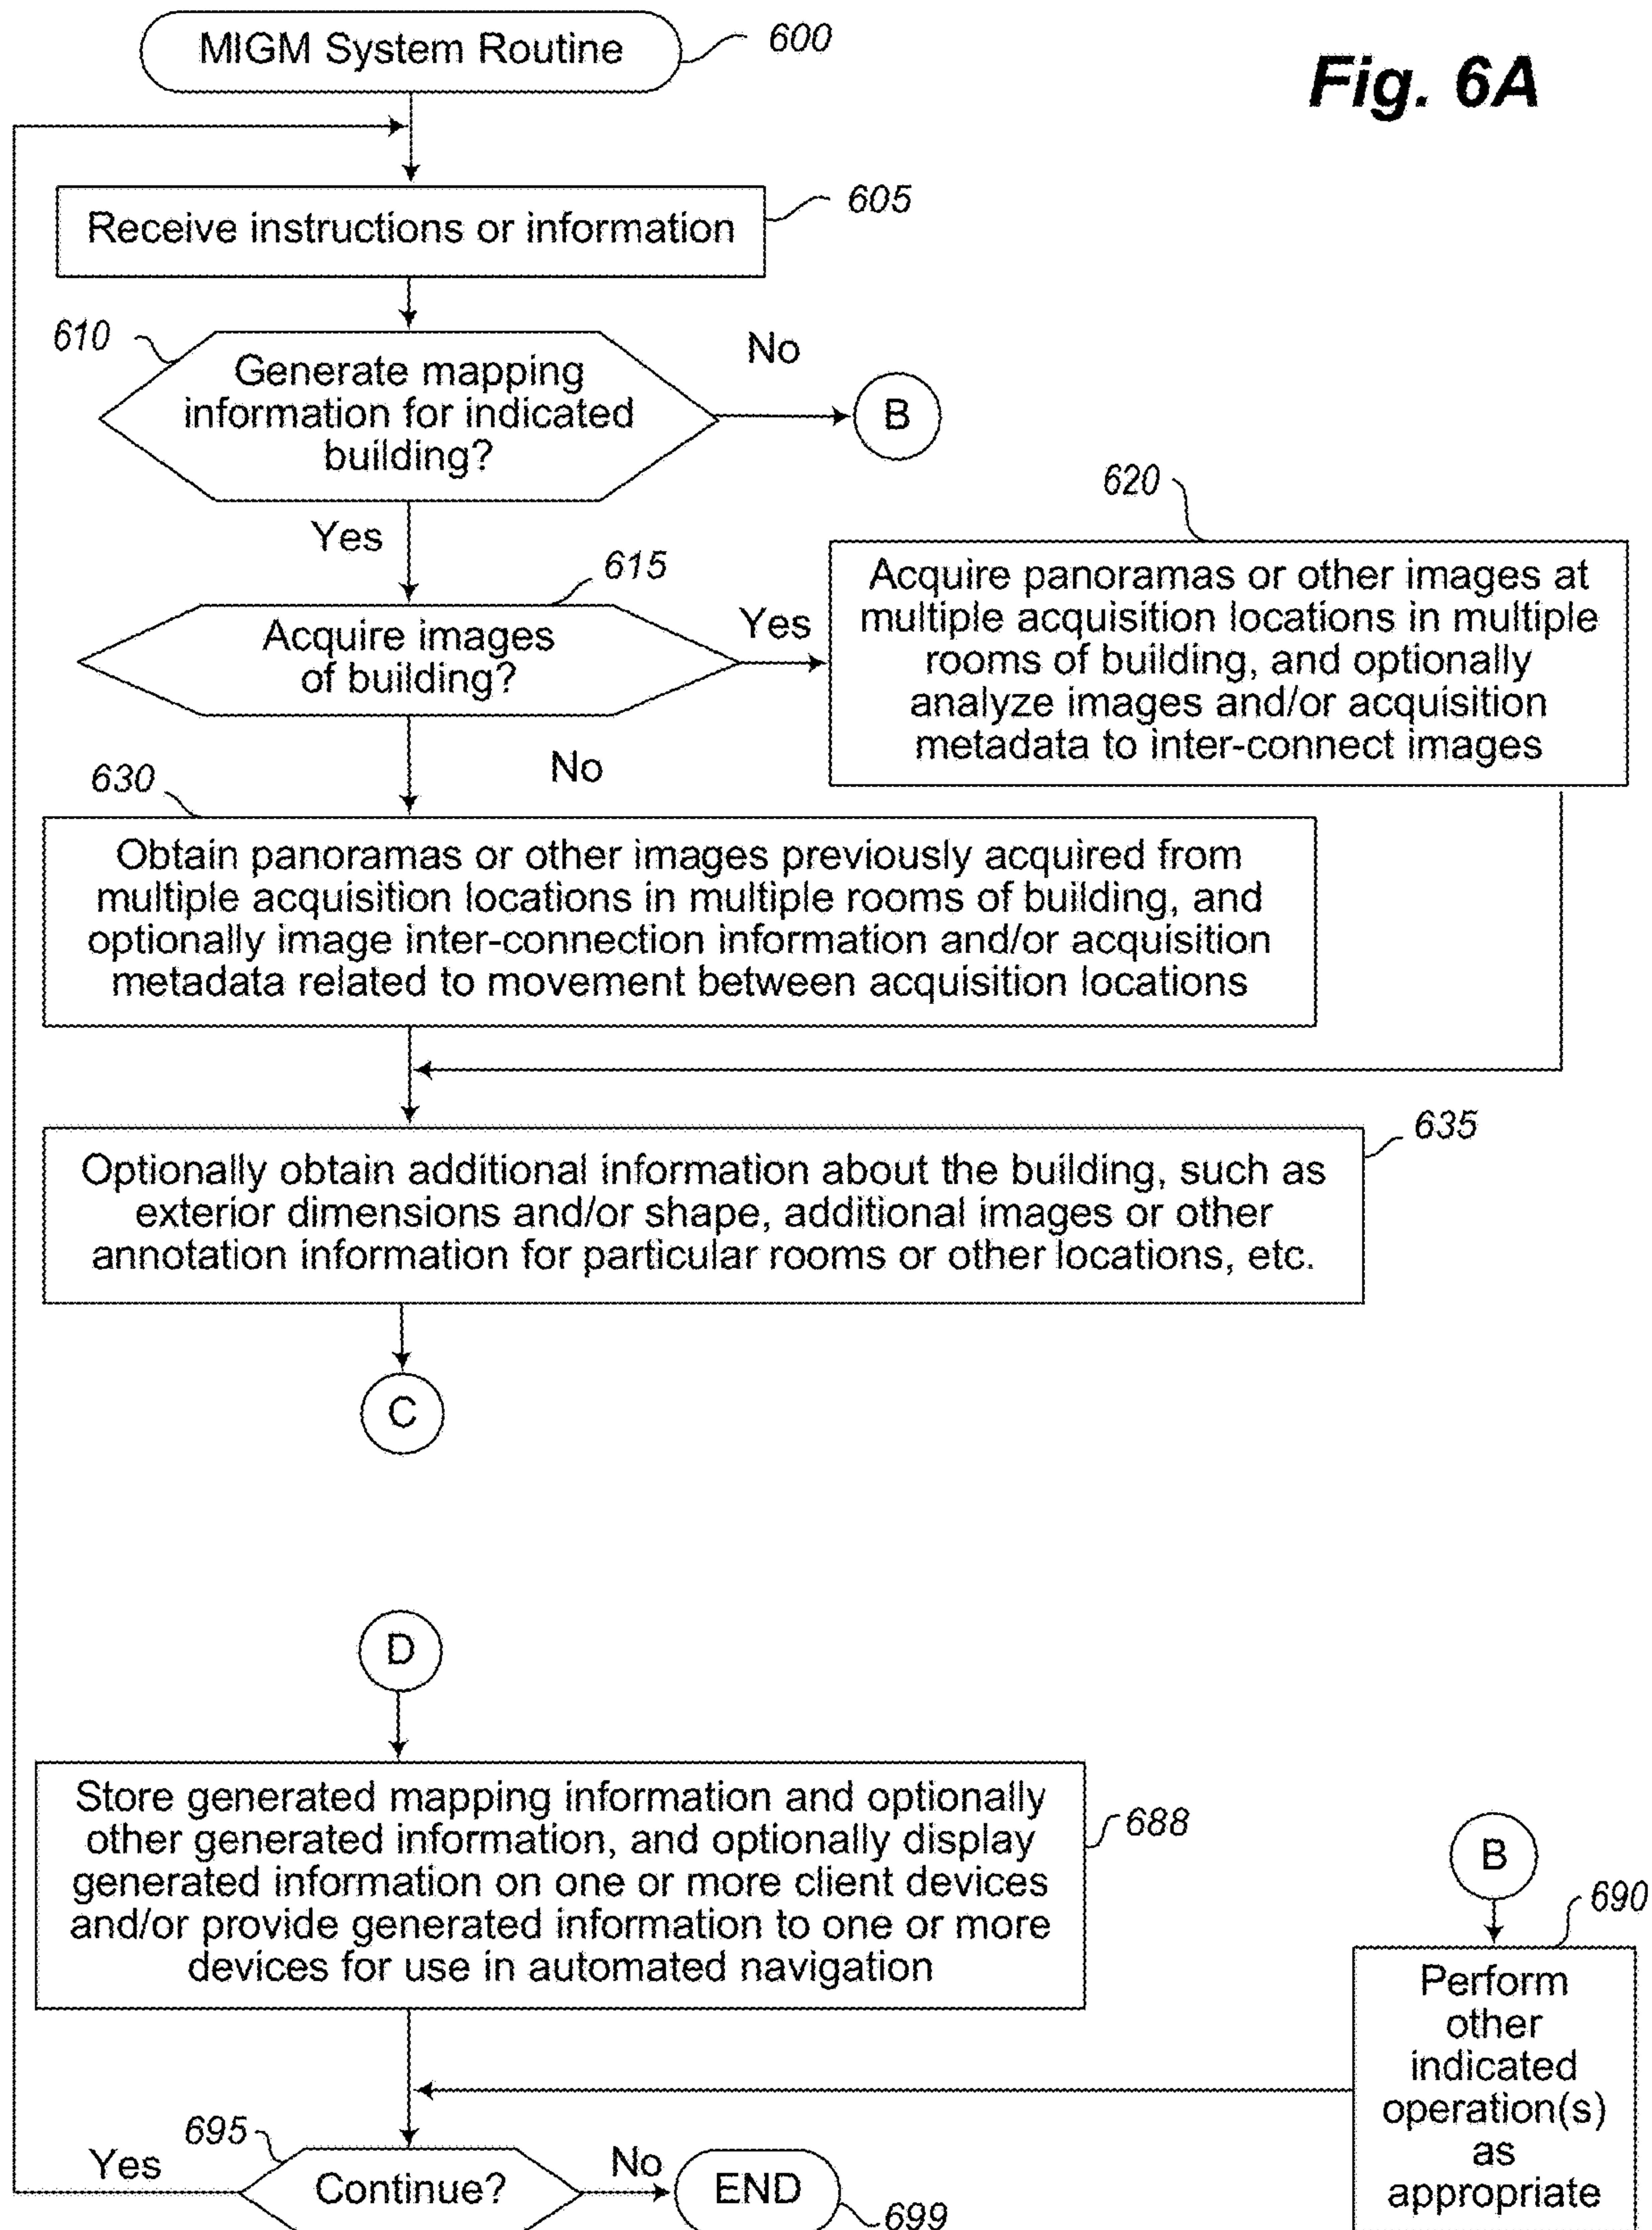 MIGM System Routine
600
Fig. 6A
605
Receive instructions or information
610
Generate mapping
information for indicated
building?
No
B
Yes
615
Acquire images
of building?
Yes
620
Acquire panoramas or other images at
multiple acquisition locations in multiple
rooms of building, and optionally
analyze images and/or acquisition
metadata to inter-connect images
No
630
Obtain panoramas or other images previously acquired from
multiple acquisition locations in multiple rooms of building, and
optionally image inter-connection information and/or acquisition
metadata related to movement between acquisition locations
635
Optionally obtain additional information about the building, such as
exterior dimensions and/or shape, additional images or other
annotation information for particular rooms or other locations, etc.
C
D
Store generated mapping information and optionally
other generated information, and optionally display
generated information on one or more client devices
and/or provide generated information to one or more
devices for use in automated navigation
688
B
690
Perform
other
indicated
operation(s)
as
appropriate
695
Yes
Continue?
No
END
699